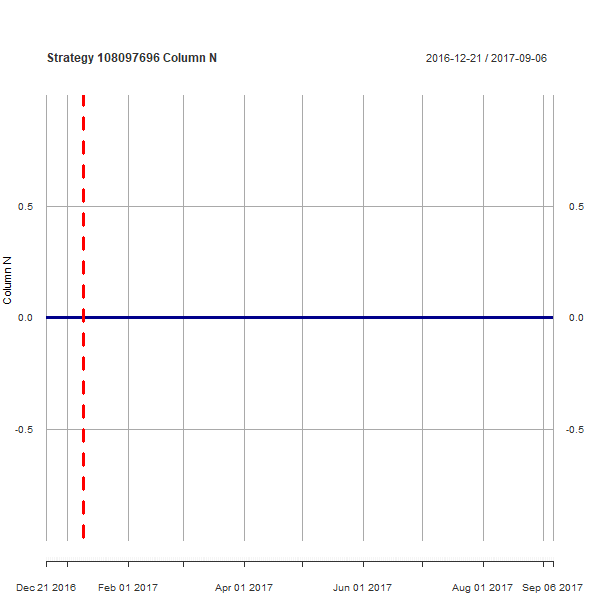 Strategy 108097696 Column N
2016-12-21 / 2017-09-06
0.5
0.5
Column N
0.0
0.0
-0.5
-0.5
Dec 21 2016
Feb 01 2017
Apr 01 2017
Jun 01 2017
Aug 01 2017
Sep 06 2017